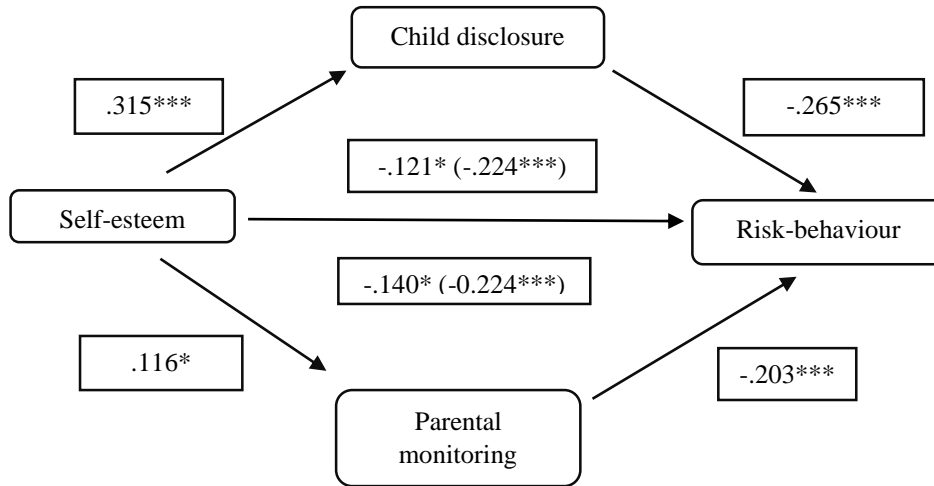 Child disclosure
.315***
-.265***
-.121* (-.224***)
Self-esteem
Risk-behaviour
-.140* (-0.224***)
.116*
-.203***
Parental
monitoring